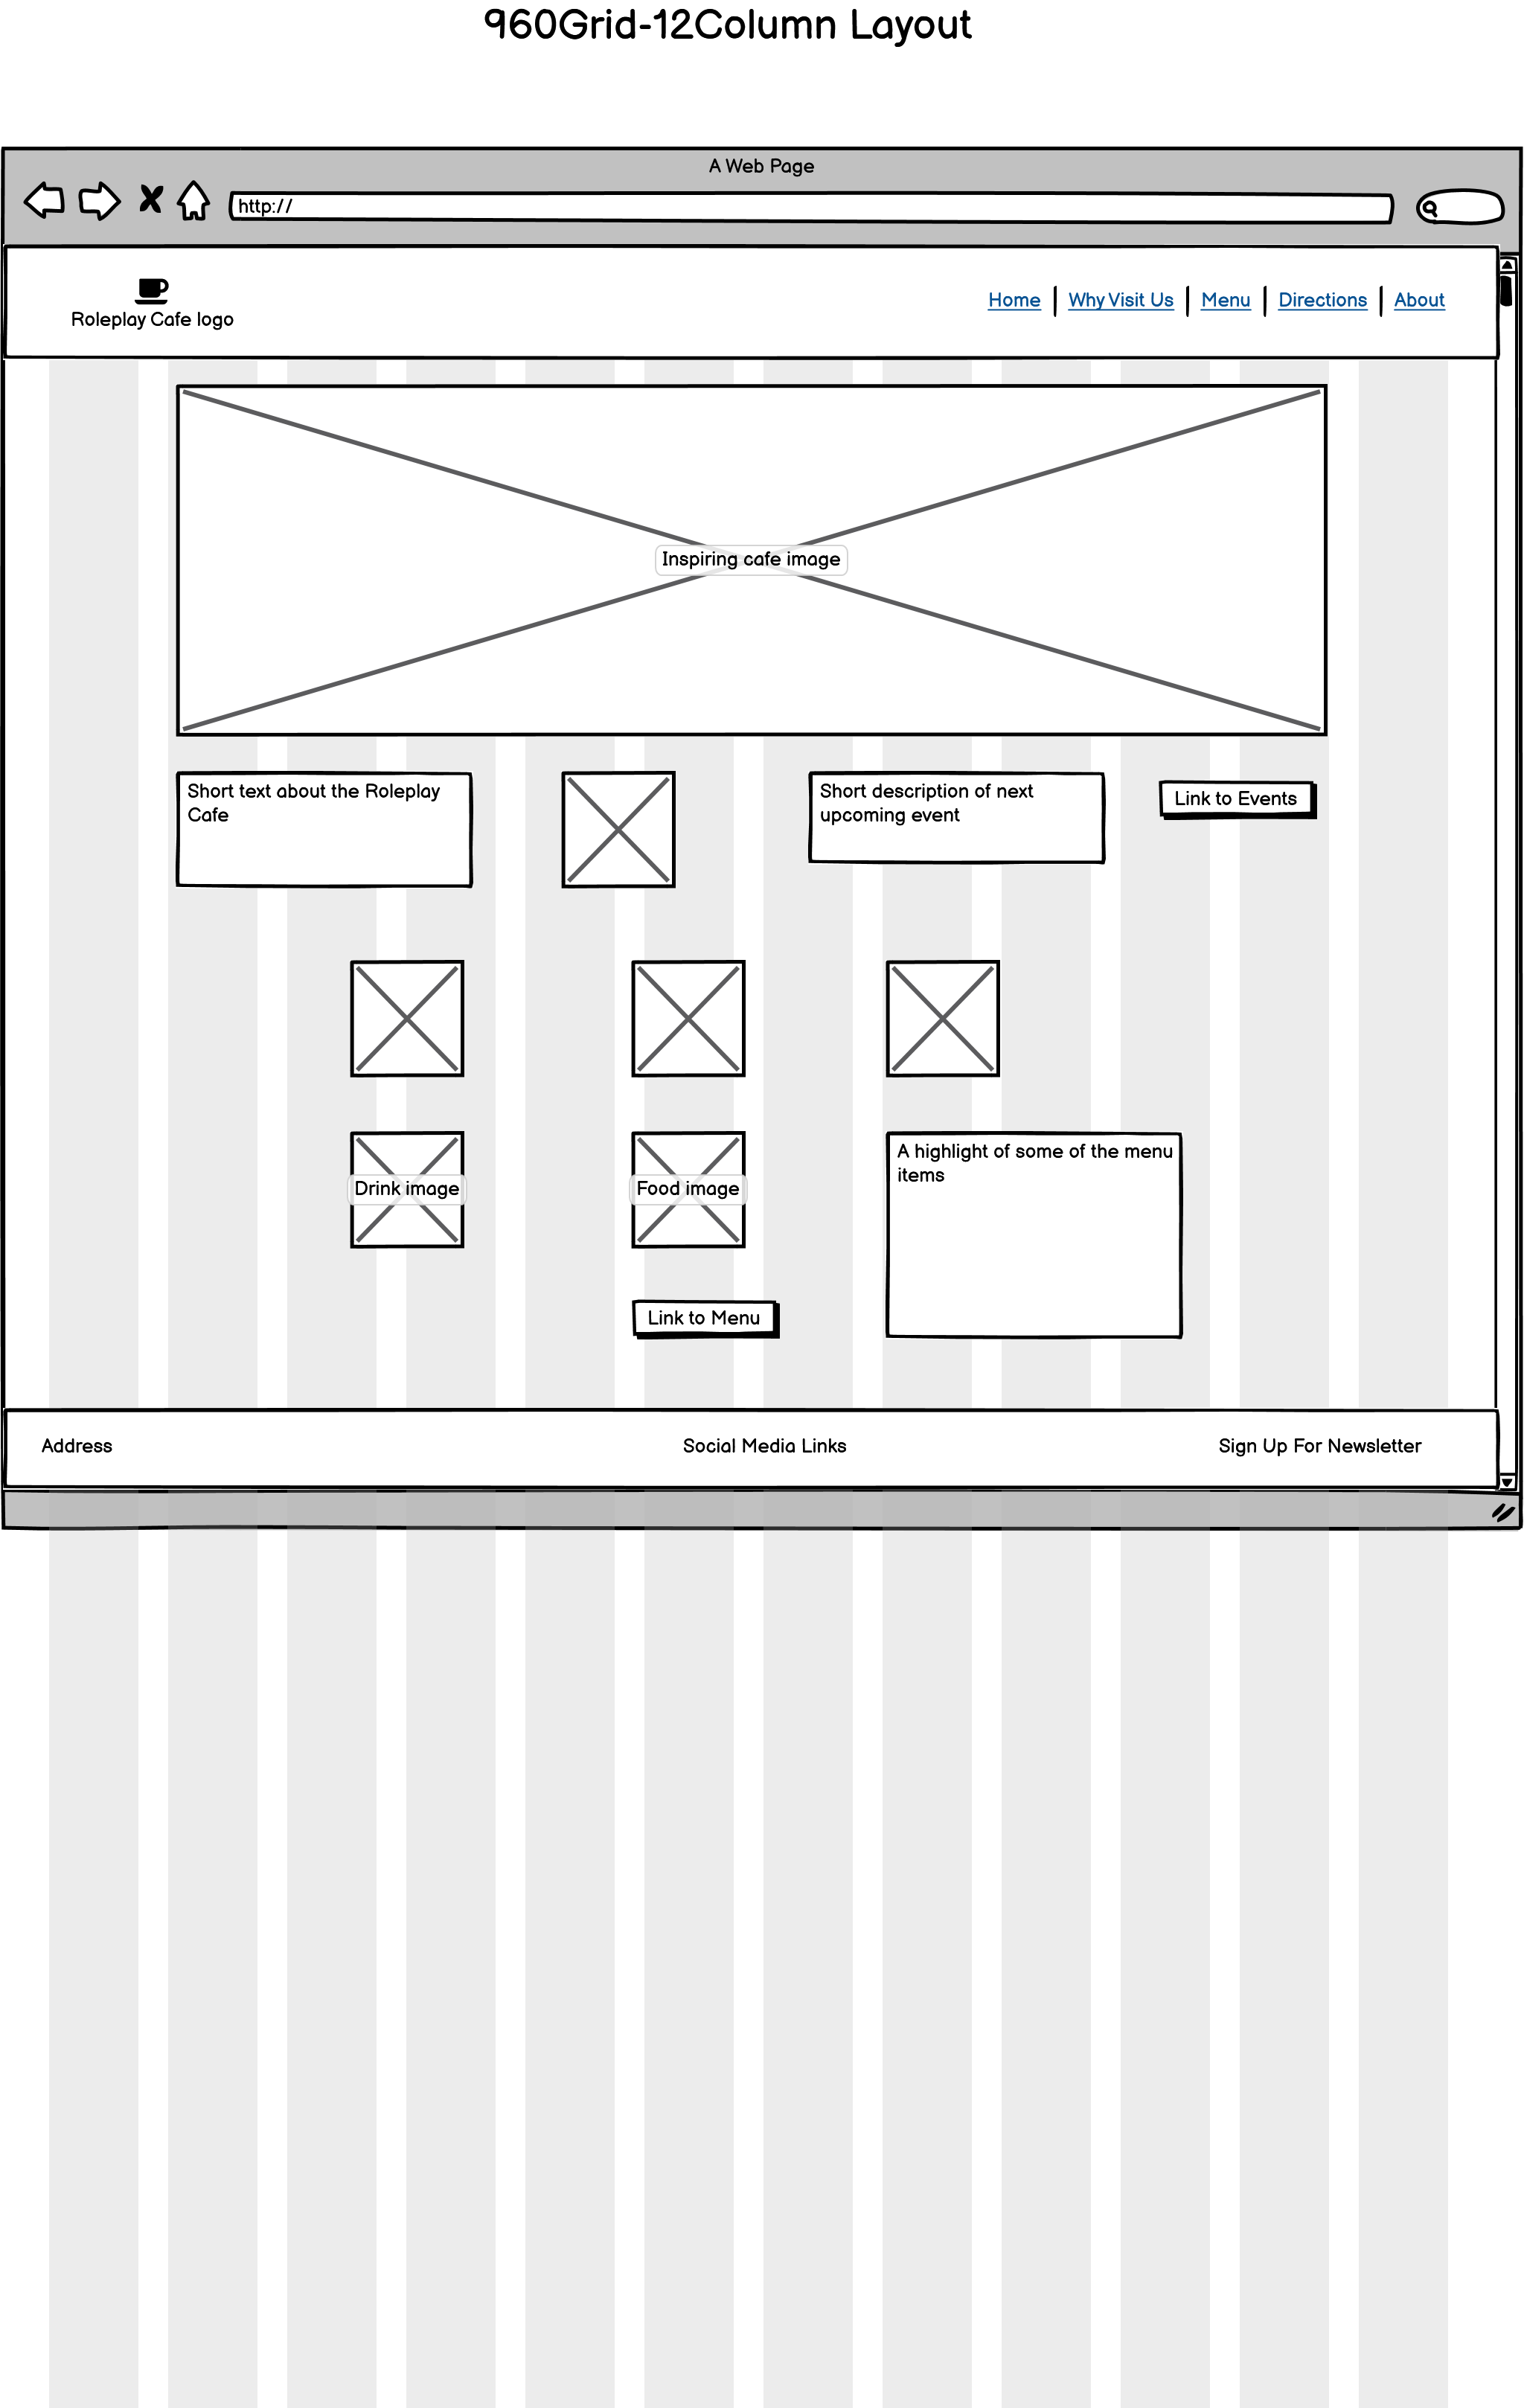 960Grid-12Column Layout
A Web Page
http://
Roleplay Cafe logo
Home
Why Visit Us
Menu
Directions
About
Inspiring cafe image
Short text about the Roleplay
Cafe
Short description of next
upcoming event
Link to Events
Drink image
Food image
A highlight of some of the menu
items
Link to Menu
Address
Social Media Links
Sign Up For Newsletter